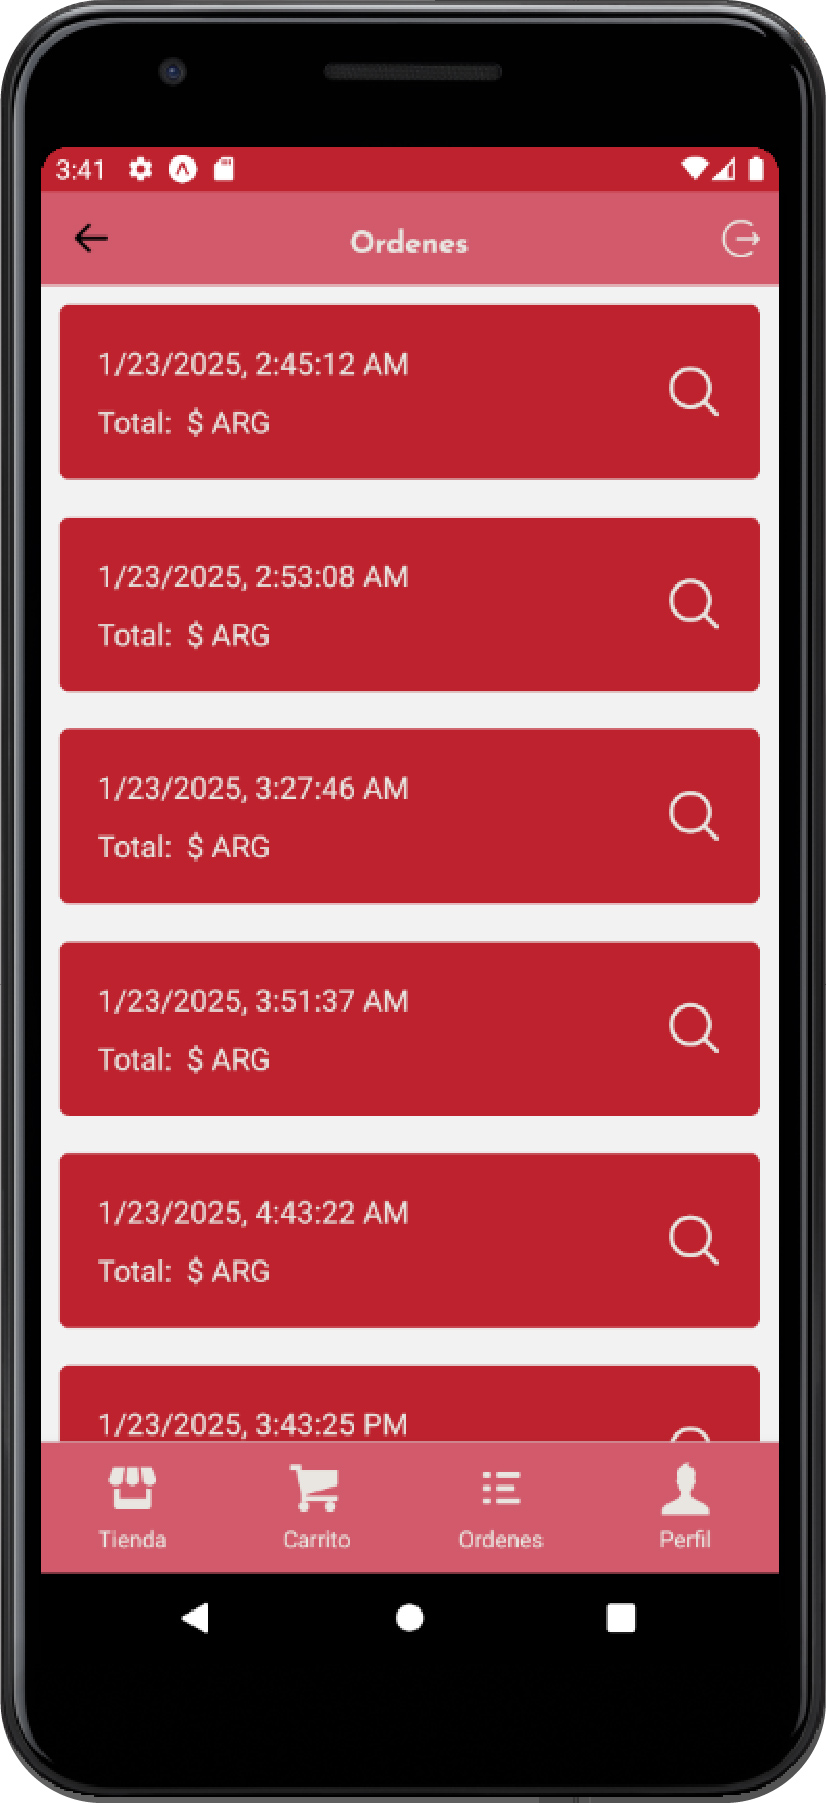 3:41
Ordenes
1/23/2025, 2:45:12 AM
Total:  $ ARG
1/23/2025, 2:53:08 AM
Total:  $ ARG
1/23/2025, 3:27:46 AM
Total:  $ ARG
1/23/2025, 3:51:37 AM
Total:  $ ARG
1/23/2025, 4:43:22 AM
Total:  $ ARG
1/23/2025, 3:43:25 PM
Tienda
Carrito
Ordenes
Perfil